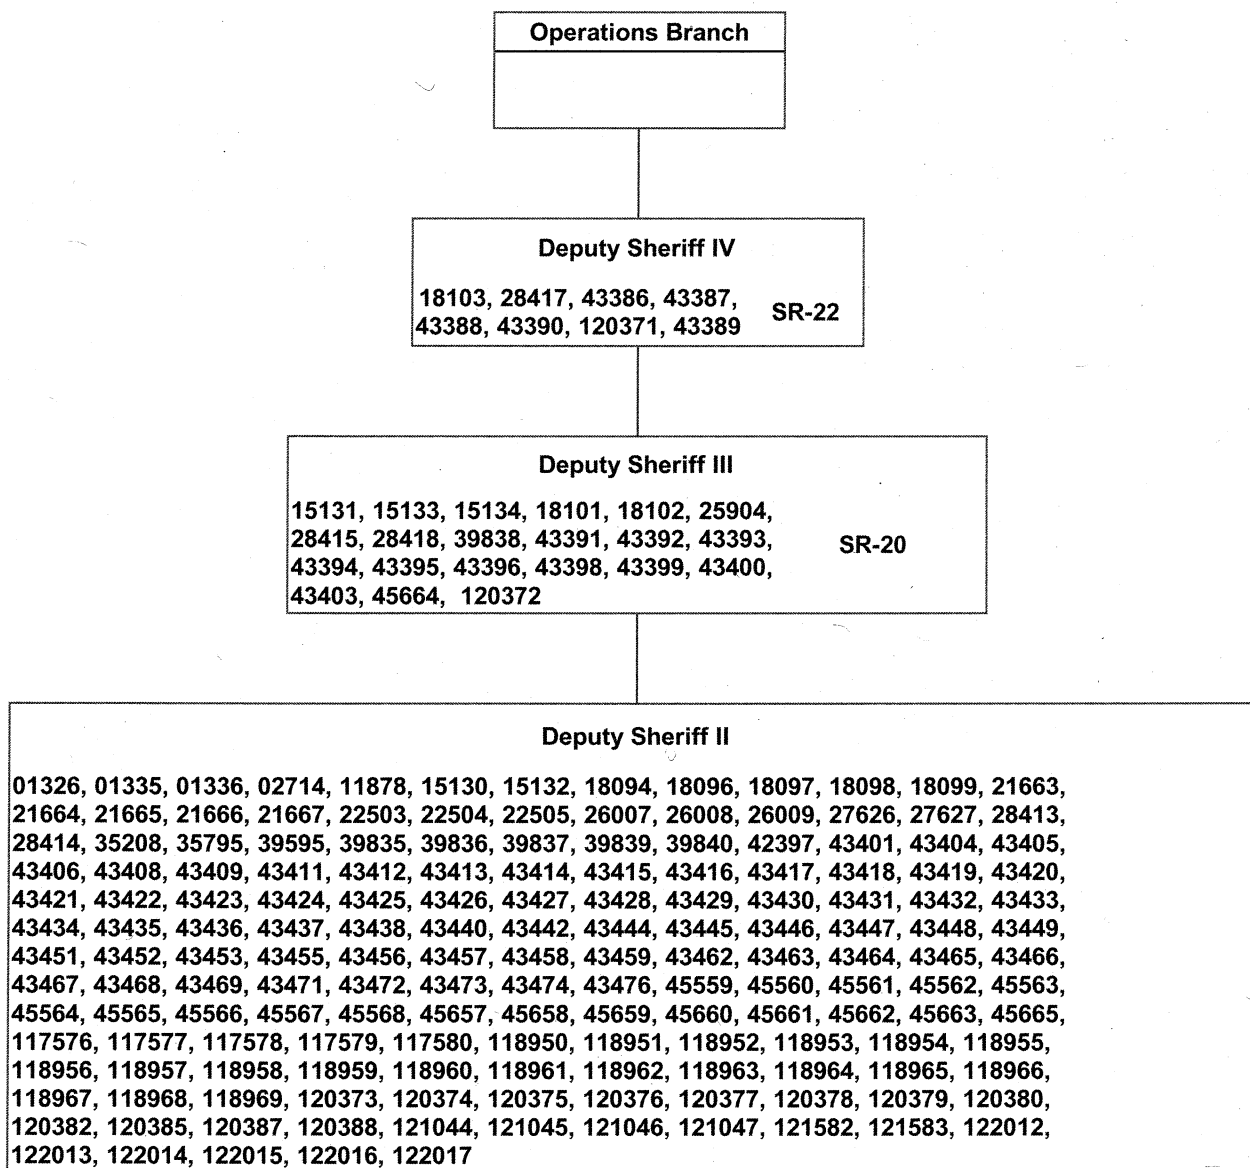 Operations Branch
Deputy Sheriff IV
18103, 28417, 43386, 43387,
43388, 43390, 120371, 43389
SR-22
Deputy Sheriff III
15131, 15133, 15134, 18101, 18102, 25904,
28415, 28418, 39838, 43391, 43392, 43393,
43394, 43395, 43396, 43398, 43399, 43400,
43403, 45664, 120372
SR-20
Deputy Sheriff II
01326, 01335, 01336, 02714, 11878, 15130, 15132, 18094, 18096, 18097, 18098, 18099, 21663,
21664, 21665, 21666, 21667, 22503, 22504, 22505, 26007, 26008, 26009, 27626, 27627, 28413,
28414, 35208, 35795, 39595, 39835, 39836, 39837, 39839, 39840, 42397, 43401, 43404, 43405,
43406, 43408, 43409, 43411, 43412, 43413, 43414, 43415, 43416, 43417, 43418, 43419, 43420,
43421, 43422, 43423, 43424, 43425, 43426, 43427, 43428, 43429, 43430, 43431, 43432, 43433,
43434, 43435, 43436, 43437, 43438, 43440, 43442, 43444, 43445, 43446, 43447, 43448, 43449,
43451, 43452, 43453, 43455, 43456, 43457, 43458, 43459, 43462, 43463, 43464, 43465, 43466,
43467, 43468, 43469, 43471, 43472, 43473, 43474, 43476, 45559, 45560, 45561, 45562, 45563,
45564, 45565, 45566, 45567, 45568, 45657, 45658, 45659, 45660, 45661, 45662, 45663, 45665,
117576, 117577, 117578, 117579, 117580, 118950, 118951, 118952, 118953, 118954, 118955,
118956, 118957, 118958, 118959, 118960, 118961, 118962, 118963, 118964, 118965, 118966,
118967, 118968, 118969, 120373, 120374, 120375, 120376, 120377, 120378, 120379, 120380,
120382, 120385, 120387, 120388, 121044, 121045, 121046, 121047, 121582, 121583, 122012,
122013, 122014, 122015, 122016, 122017